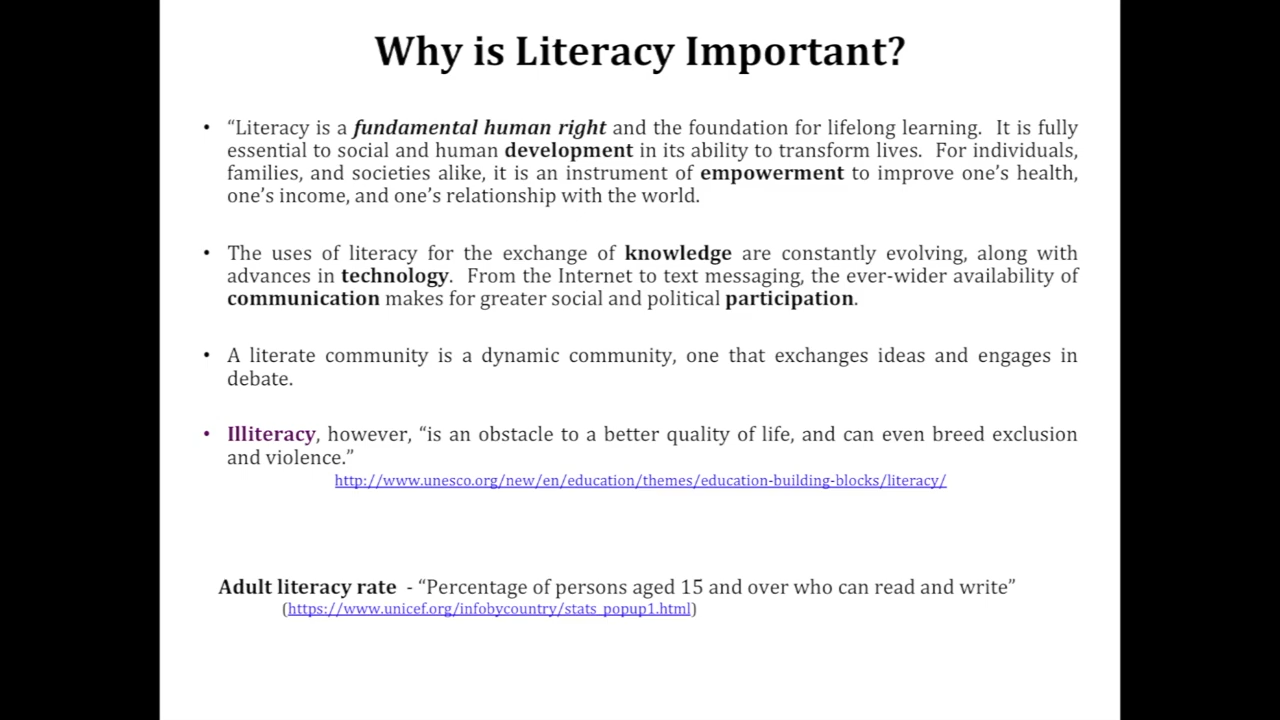 Why is Literacy Important?
• “Literacy is a fundamental human right and the foundation for lifelong learning. It is fully
essential to social and human development in its ability to transform lives. For individuals,
families, and societies alike, it is an instrument of empowerment to improve one’s health,
one’s income, and one’s relationship with the world.
• The uses of literacy for the exchange of knowledge are constantly evolving, along with
advances in technology. From the Internet to text messaging, the ever-wider availability of
communication makes for greater social and political participation.
• A literate community is a dynamic community, one that exchanges ideas and engages in
debate.
• Illiteracy, however, “is an obstacle to a better quality of life, and can even breed exclusion
and violence.”
http://www.unesco.org/new/en/education/themes/education-building-blocks/literacy/
Adult literacy rate - “Percentage of persons aged 15 and over who can read and write”
(https://www.unicef.org/infobycountry/stats_popup1.html)